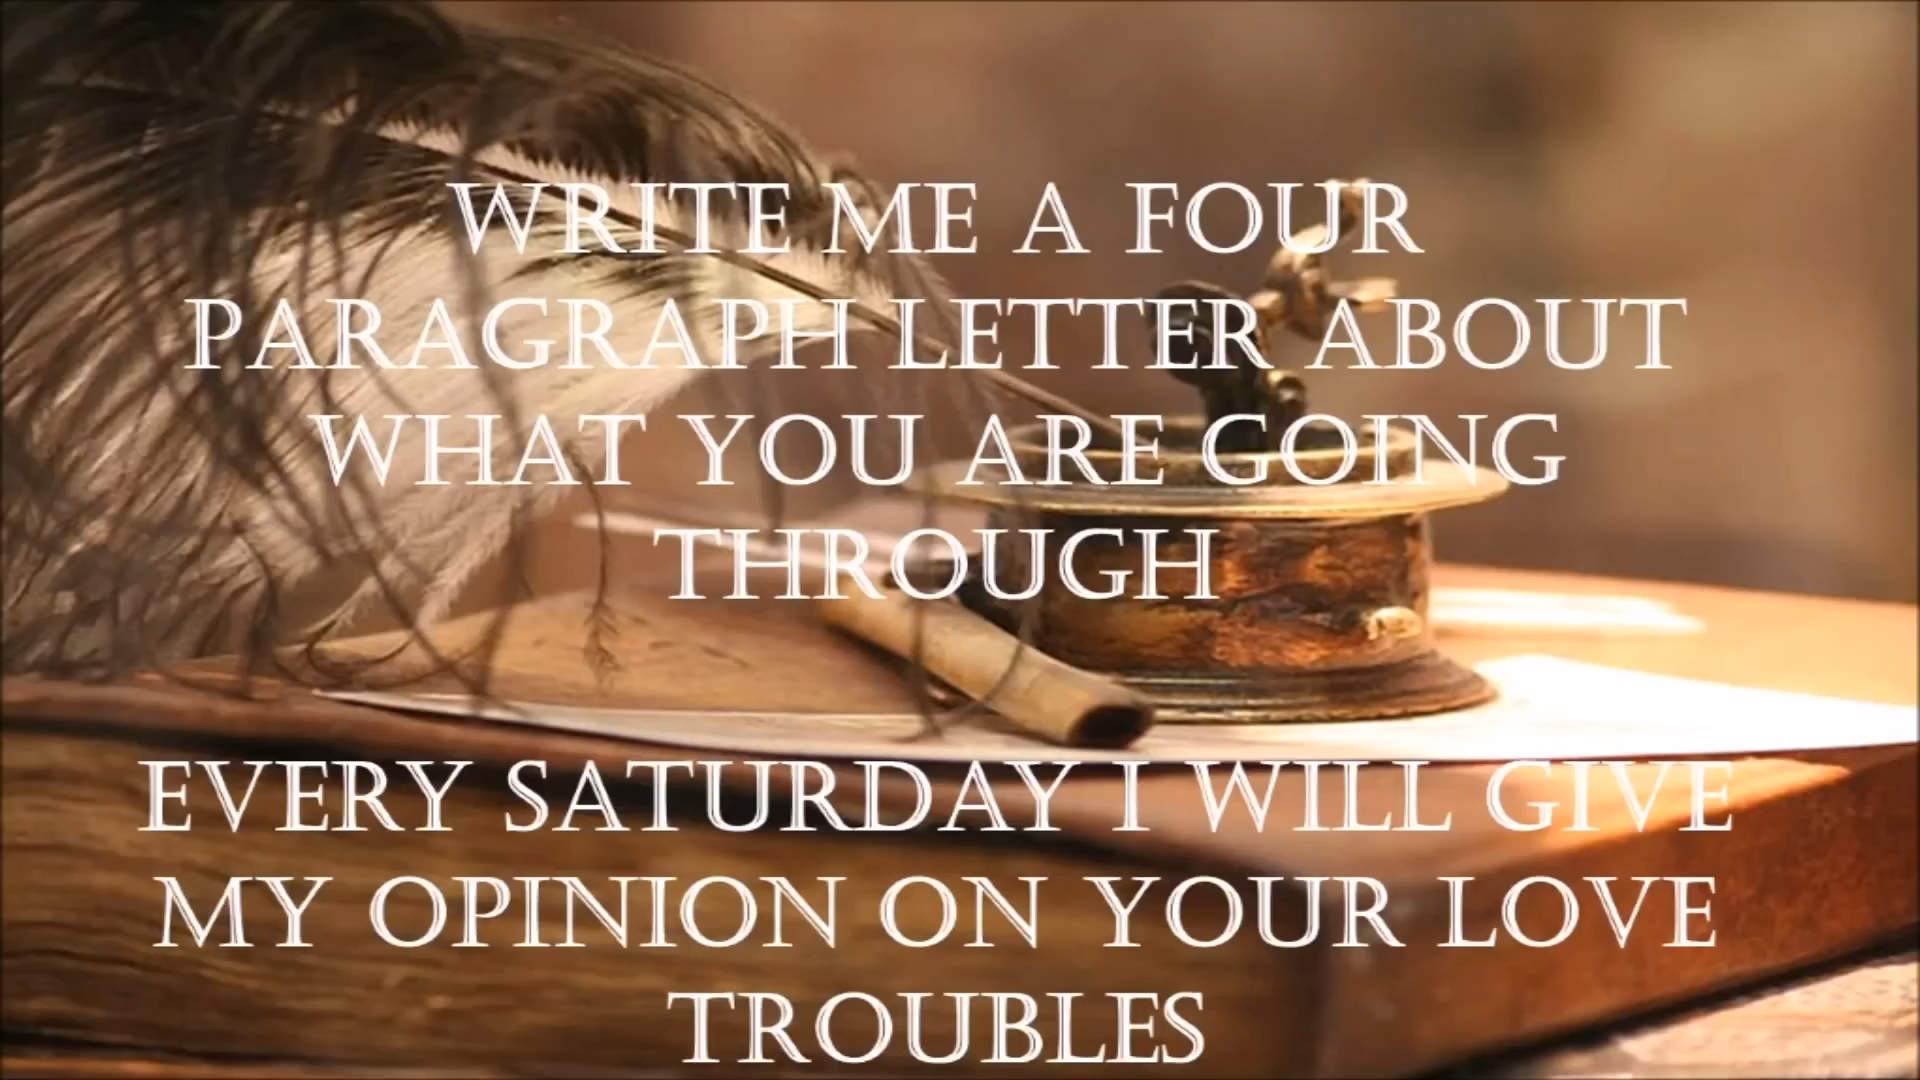 WRITE ME A FOUR
PARAGRAPH LETTER ABOUT
WHAT YOU ARE GOING
THROUGH
EVERY SATURDAY I WILL GIVE
MY OPINION ON YOUR LOVE
TROUBLES